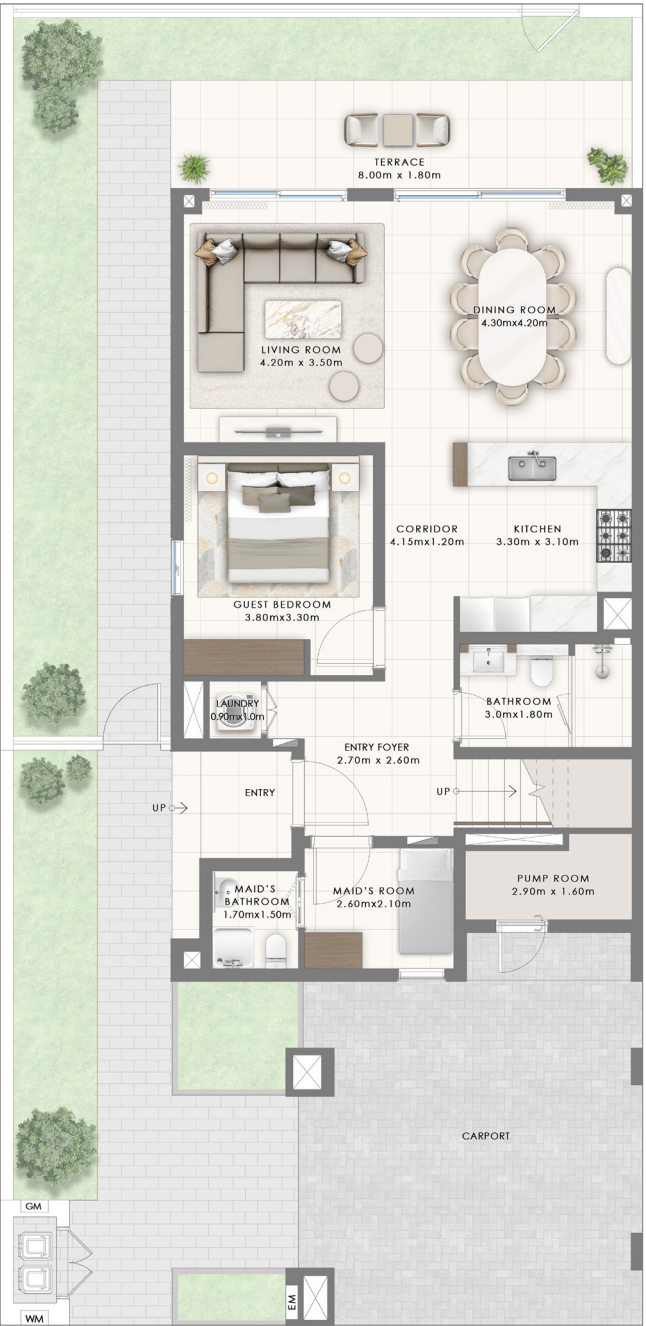 TERRACE
8.00m x 1.80m
DINING ROOM
4.30mx4.20m
LIVING ROOM
4.20m x 3.50m
CORRIDOR
4.15mx1.20m
KITCHEN
3.30m x 3.10m
GUEST BEDROOM
3.80mx3.30m
LAUNDRY
0.90mx1.0m
BATHROOM
3.0mx1.80m
ENTRY FOYER
2.70m x 2.60m
UP
ENTRY
UP
MAID'S
BATHROOM
1.70mx1.50m
MAID'S ROOM
2.60mx2.10m
PUMP ROOM
2.90m x 1.60m
CARPORT
GM
EM
WM